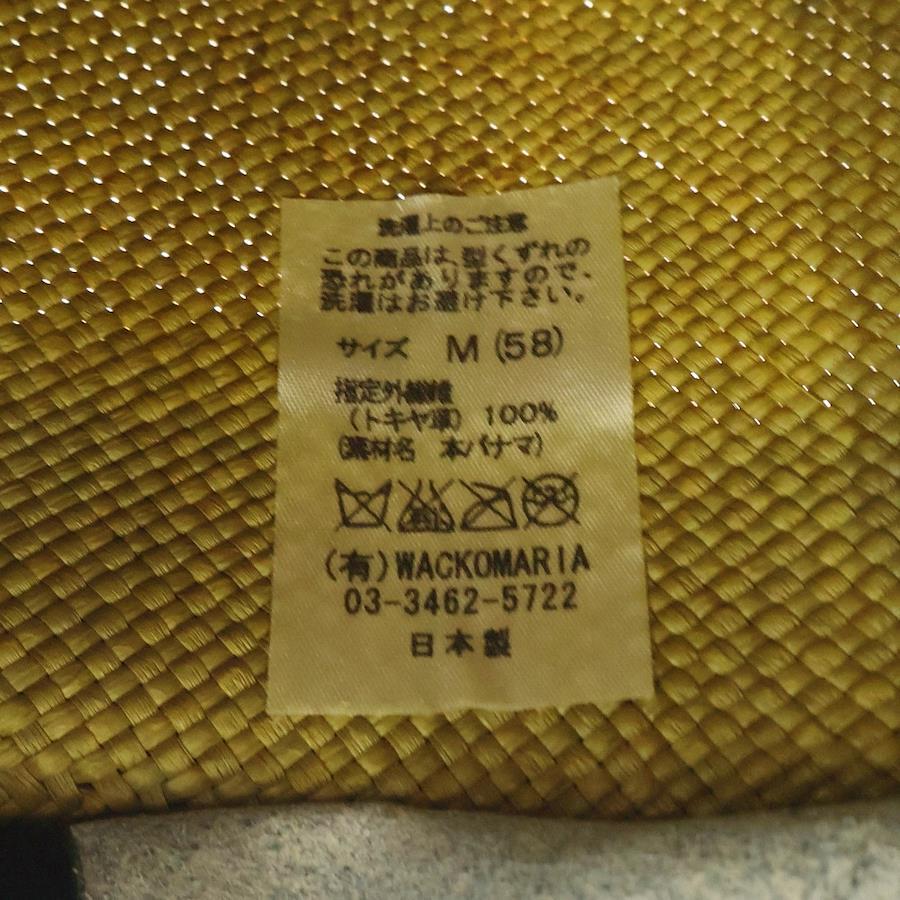 洗濯上のご注意
この商品は、型くずれの
恐れがありますので、
洗濯はお避け下さい。
サイズ M (58)
指定外繊維
(トキヤ草) 100%
(素材名 本パナマ)
(有)WACKOMARIA
03-3462-5722
日本製